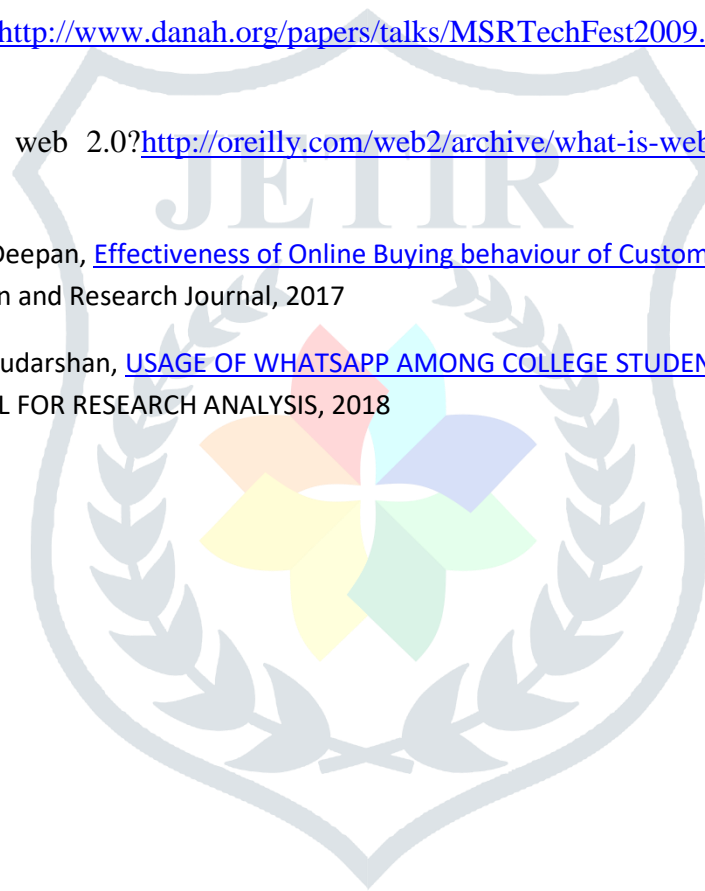 http://www.danah.org/papers/talks/MSRTechFest2009.
web 2.0?http://oreilly.com/web2/archive/what-is-web
JETIR
Deepan, Effectiveness of Online Buying behaviour of Custom
n and Research Journal, 2017
udarshan, USAGE OF WHATSAPP AMONG COLLEGE STUDEN
L FOR RESEARCH ANALYSIS, 2018